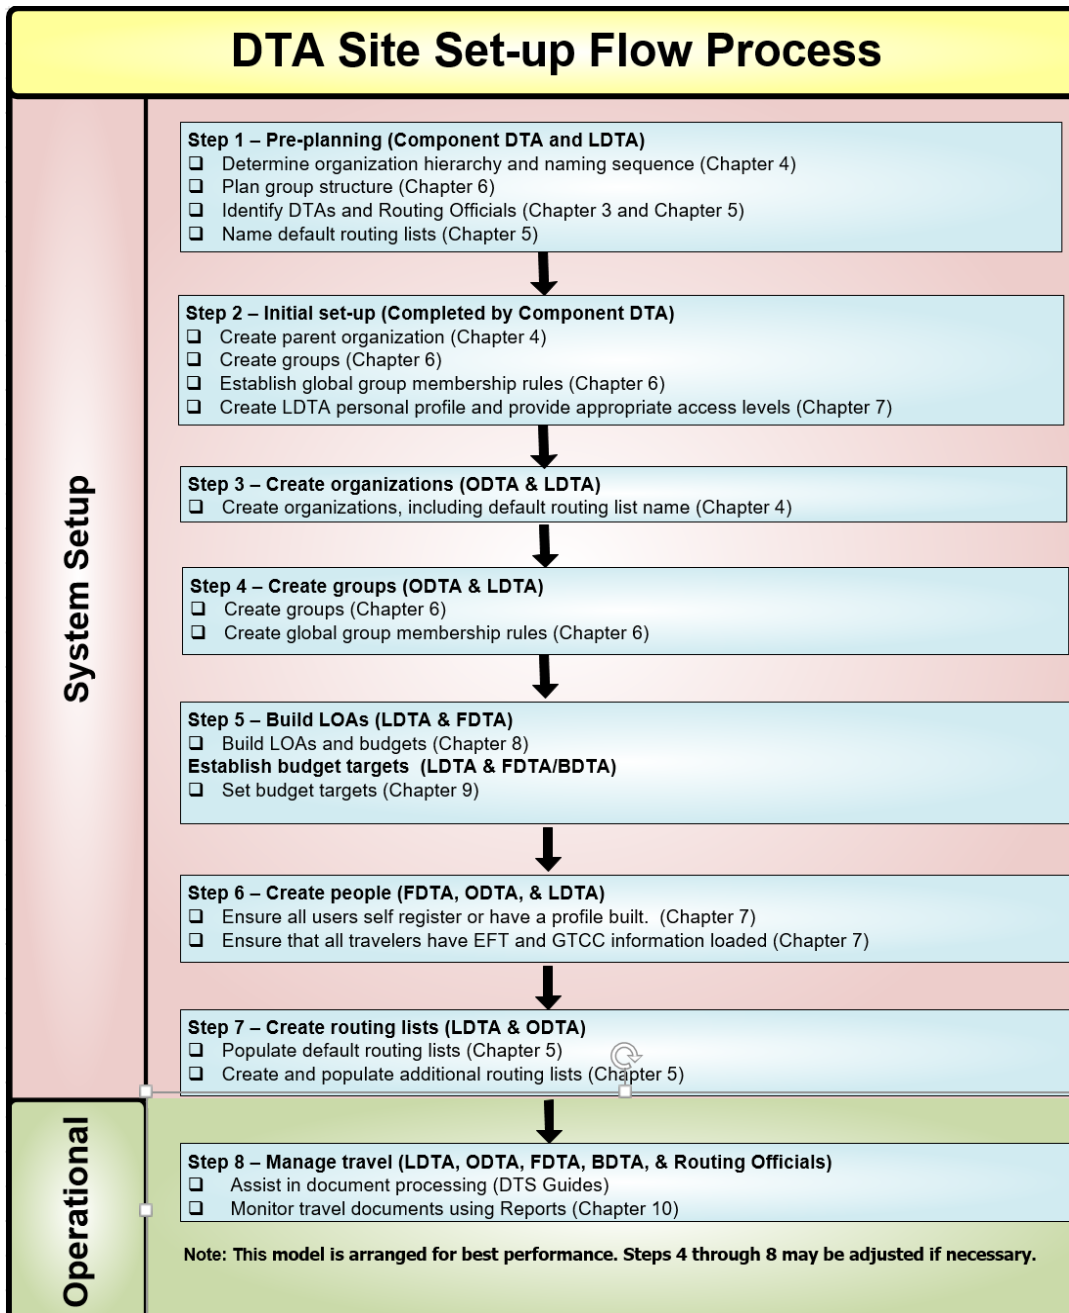 DTA Site Set-up Flow Process
System Setup
Step 1 – Pre-planning (Component DTA and LDTA)
❑ Determine organization hierarchy and naming sequence (Chapter 4)
❑ Plan group structure (Chapter 6)
❑ Identify DTAs and Routing Officials (Chapter 3 and Chapter 5)
❑ Name default routing lists (Chapter 5)
Step 2 – Initial set-up (Completed by Component DTA)
❑ Create parent organization (Chapter 4)
❑ Create groups (Chapter 6)
❑ Establish global group membership rules (Chapter 6)
❑ Create LDTA personal profile and provide appropriate access levels (Chapter 7)
Step 3 – Create organizations (ODTA & LDTA)
❑ Create organizations, including default routing list name (Chapter 4)
Step 4 – Create groups (ODTA & LDTA)
❑ Create groups (Chapter 6)
❑ Create global group membership rules (Chapter 6)
Step 5 – Build LOAs (LDTA & FDTA)
❑ Build LOAs and budgets (Chapter 8)
Establish budget targets  (LDTA & FDTA/BDTA)
❑ Set budget targets (Chapter 9)
Step 6 – Create people (FDTA, ODTA, & LDTA)
❑ Ensure all users self register or have a profile built.  (Chapter 7)
❑ Ensure that all travelers have EFT and GTCC information loaded (Chapter 7)
Step 7 – Create routing lists (LDTA & ODTA)
❑ Populate default routing lists (Chapter 5)
❑ Create and populate additional routing lists (Chapter 5)
Operational
Step 8 – Manage travel (LDTA, ODTA, FDTA, BDTA, & Routing Officials)
❑ Assist in document processing (DTS Guides)
❑ Monitor travel documents using Reports (Chapter 10)
Note: This model is arranged for best performance. Steps 4 through 8 may be adjusted if necessary.